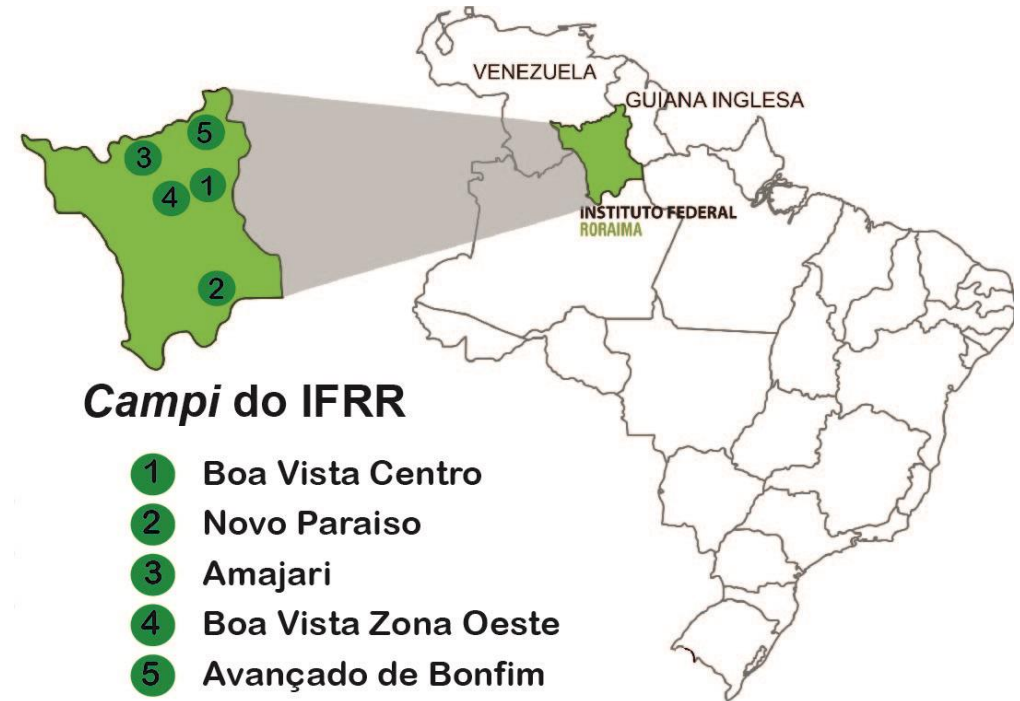 VENEZUELA
GUIANA INGLESA
5
3
4
1
2
INSTITUTO FEDERAL
RORAIMA
Campi do IFRR
1 Boa Vista Centro
2 Novo Paraiso
3 Amajari
4 Boa Vista Zona Oeste
5 Avançado de Bonfim